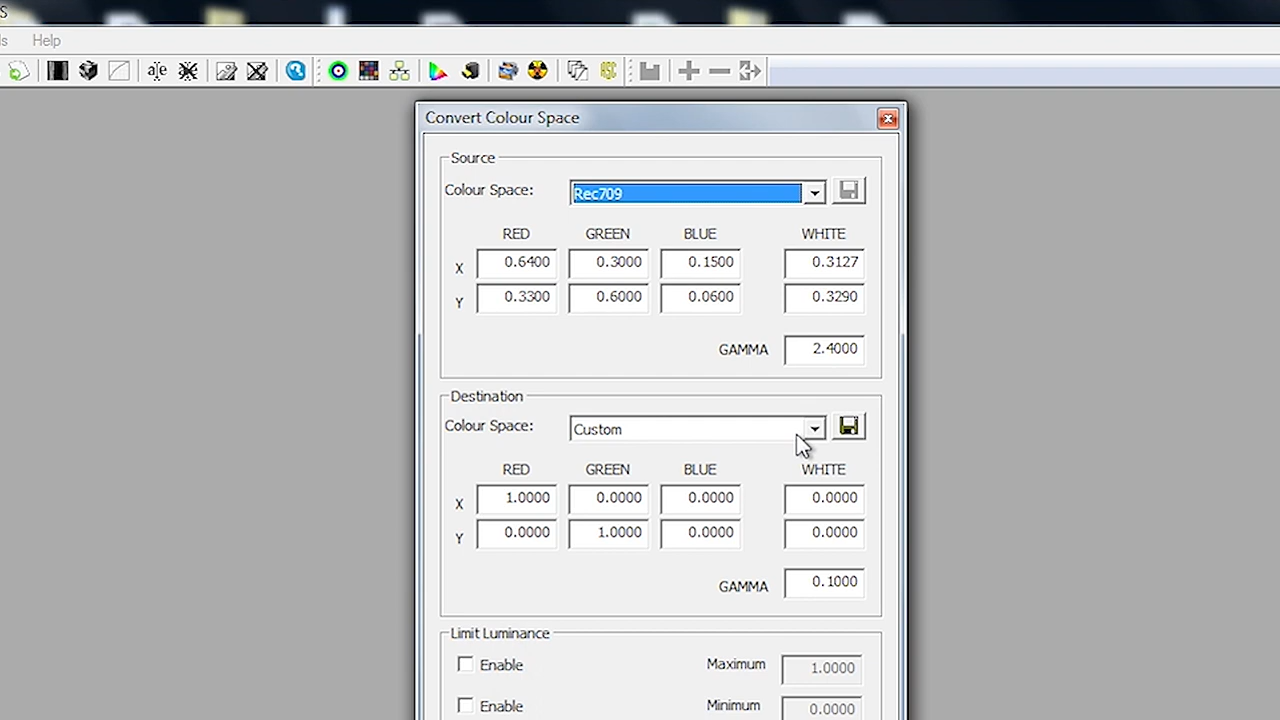 S
ls Help
a|e
Convert Colour Space
Source
Colour Space: Rec709
RED GREEN BLUE WHITE
X 0.6400 0.3000 0.1500 0.3127
Y 0.3300 0.6000 0.0600 0.3290
GAMMA 2.4000
Destination
Colour Space: Custom
RED GREEN BLUE WHITE
X 1.0000 0.0000 0.0000 0.0000
Y 0.0000 1.0000 0.0000 0.0000
GAMMA 0.1000
Limit Luminance
Enable Maximum 1.0000
Enable Minimum 0.0000